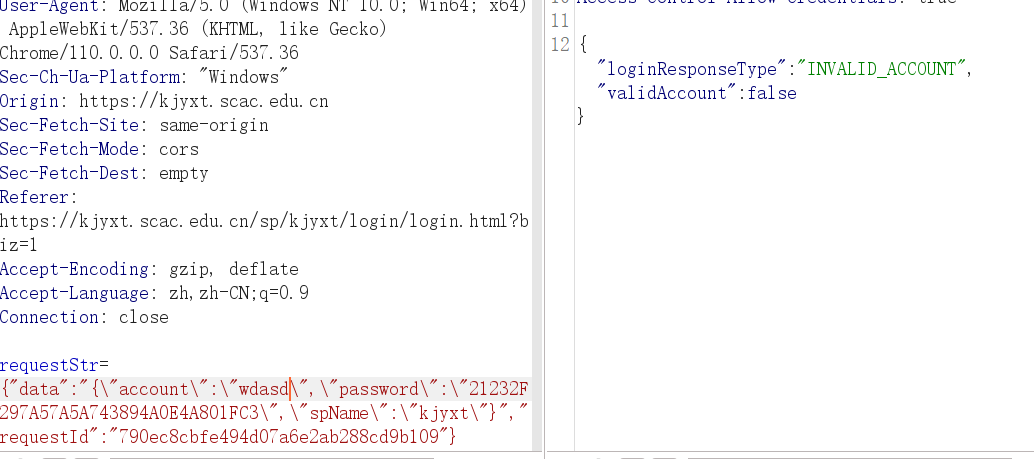 User-Agent: Mozilla/5.0 (Windows NT 10.0; Win64; x64)
AppleWebKit/537.36 (KHTML, like Gecko)
Chrome/110.0.0.0 Safari/537.36
Sec-Ch-Ua-Platform: "Windows"
Origin: https://kjyxt.scac.edu.cn
Sec-Fetch-Site: same-origin
Sec-Fetch-Mode: cors
Sec-Fetch-Dest: empty
Referer:
https://kjyxt.scac.edu.cn/sp/kjyxt/login/login.html?b
iz=1
Accept-Encoding: gzip, deflate
Accept-Language: zh,zh-CN;q=0.9
Connection: close
requestStr=
{"data":"{\"account\":\"wdasd\",\"password\":\"21232F
297A57A5A743894A0E4A801FC3\",\"spName\":\"kjyxt\"}","
requestId":"790ec8cbfe494d07a6e2ab288cd9b109"}
10 Access-Control-Allow-Credentials: true
11
12 {
"loginResponseType":"INVALID_ACCOUNT",
"validAccount":false
}